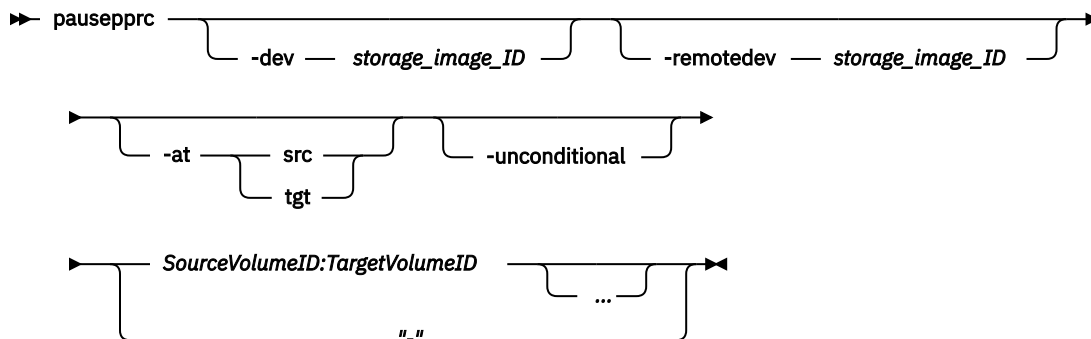 pausepprc
-dev storage_image_ID -remotedev storage_image_ID
-at src -unconditional
tgt
SourceVolumeID:TargetVolumeID
...
"-"